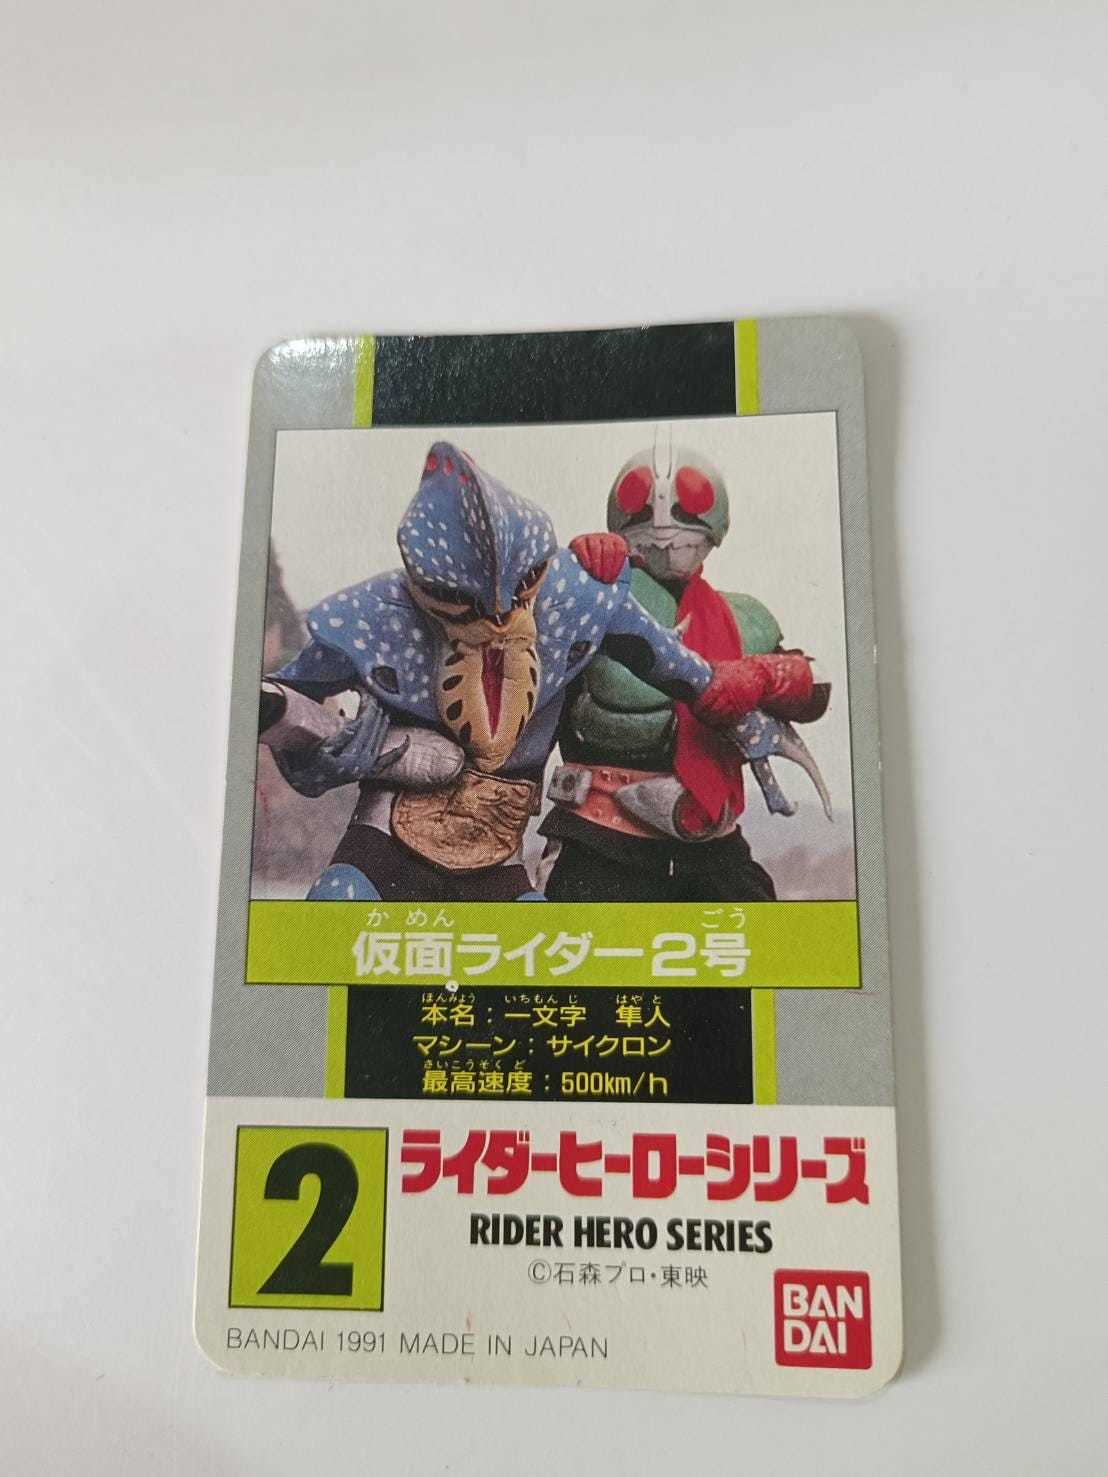 かめん ごう
仮面ライダー2号
ほんみょう いちもんじ はやと
本名：一文字 隼人
マシーン：サイクロン
さいこうそくど
最高速度：500km/h
2
ライダーヒーローシリーズ
RIDER HERO SERIES
©石森プロ・東映
BAN
DAI
BANDAI 1991 MADE IN JAPAN